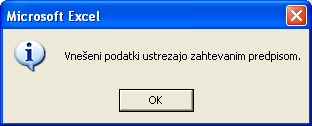 Microsoft Excel
Vnešeni podatki ustrezajo zahtevanim predpisom.
OK